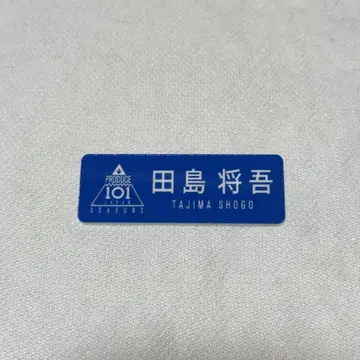 PRODUCE
101
JAPAN
SEASON2
田島 将吾
TAJIMA SHOGO